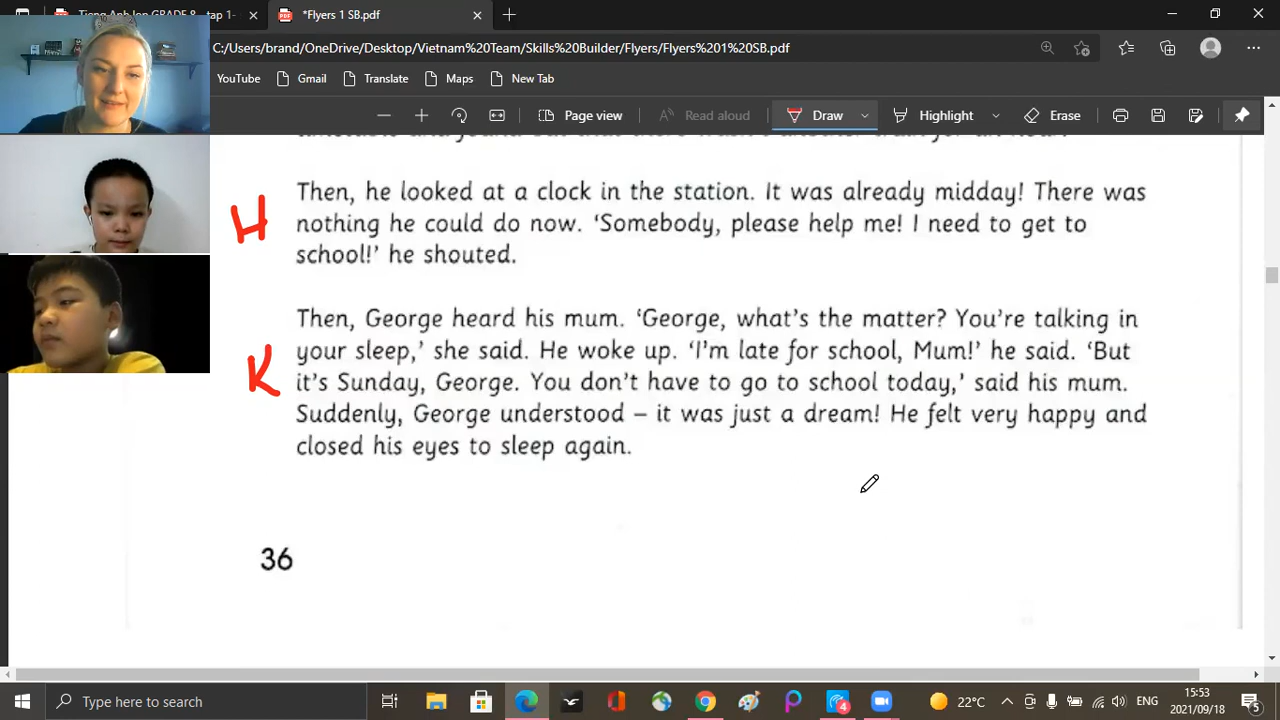 Tieng Anh
GRADE 8
tap 1-
*Flyers 1 SB.pdf
C:/Users/brand/OneDrive/Desktop/Vietnam%20Team/Skills%20Builder/Flyers/Flyers%201%20SB.pdf
YouTube
Gmail
Translate
Maps
New Tab
Page view
Read aloud
Draw
Highlight
Erase
H
Then, he looked at a clock in the station. It was already midday! There was
nothing he could do now. ‘Somebody, please help me! I need to get to
school!’ he shouted.
K
Then, George heard his mum. ‘George, what’s the matter? You’re talking in
your sleep,’ she said. He woke up. ‘I’m late for school, Mum!’ he said. ‘But
it’s Sunday, George. You don’t have to go to school today,’ said his mum.
Suddenly, George understood – it was just a dream! He felt very happy and
closed his eyes to sleep again.
36
Type here to search
4
22°C
ENG
15:53
2021/09/18
5